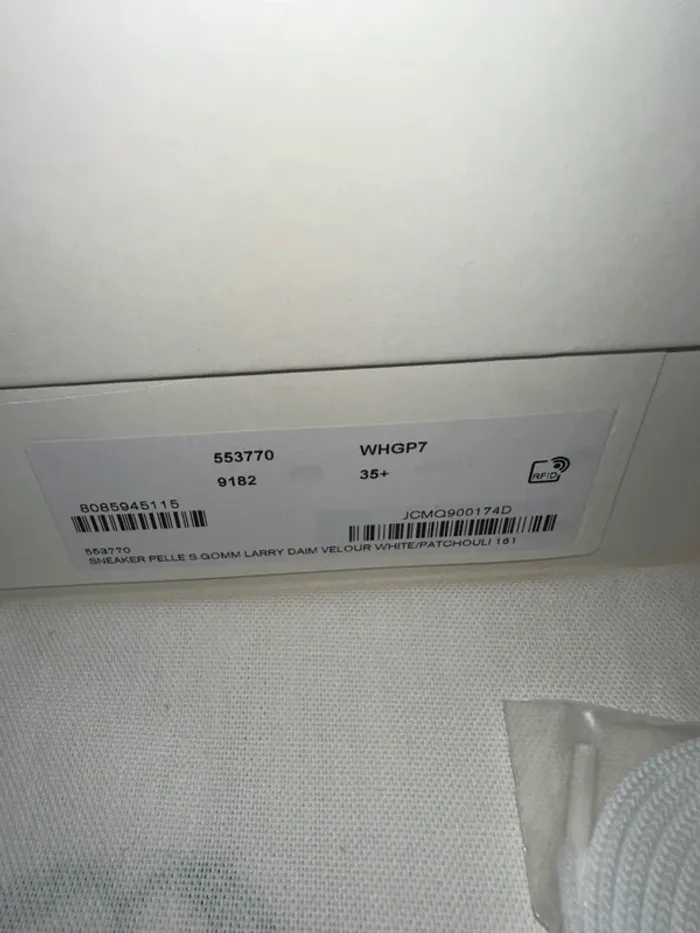 553770 WHGP7
9182 35+
RFID
8085945115 JCMQ900174D
553770
SNEAKER PELLE S.GOMM LARRY DAIM VELOUR WHITE/PATCHOULI 161